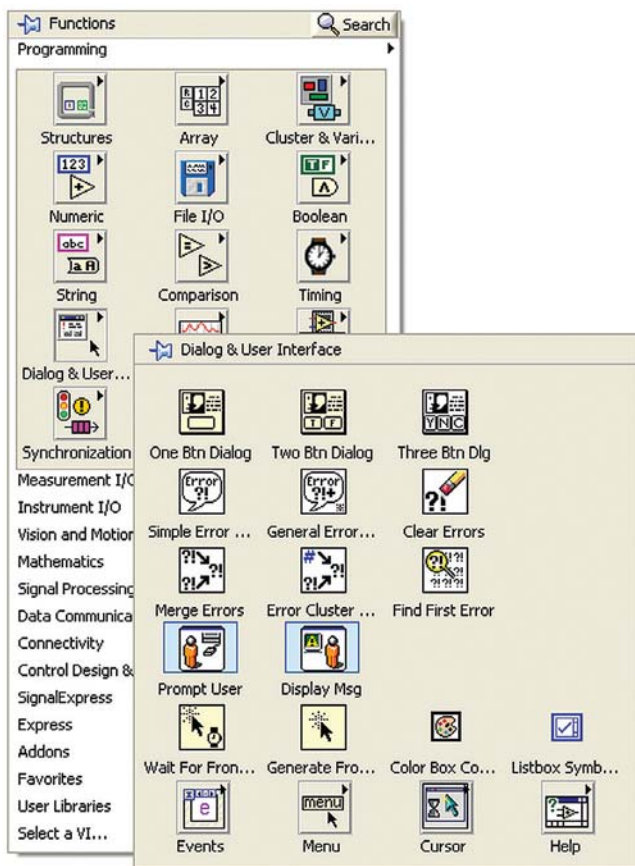 Functions
Search
Programming
Structures
Array
Cluster & Vari...
Numeric
File I/O
Boolean
String
Comparison
Timing
Dialog & User...
Synchronization
Measurement I/O
Instrument I/O
Vision and Motion
Mathematics
Signal Processing
Data Communica
Connectivity
Control Design &
SignalExpress
Express
Addons
Favorites
User Libraries
Select a VI...
Dialog & User Interface
One Btn Dialog
Two Btn Dialog
Three Btn Dlg
Simple Error ...
General Error...
Clear Errors
Merge Errors
Error Cluster ...
Find First Error
Prompt User
Display Msg
Wait For Fron...
Generate Fro...
Color Box Co...
Listbox Symb...
Events
Menu
Cursor
Help